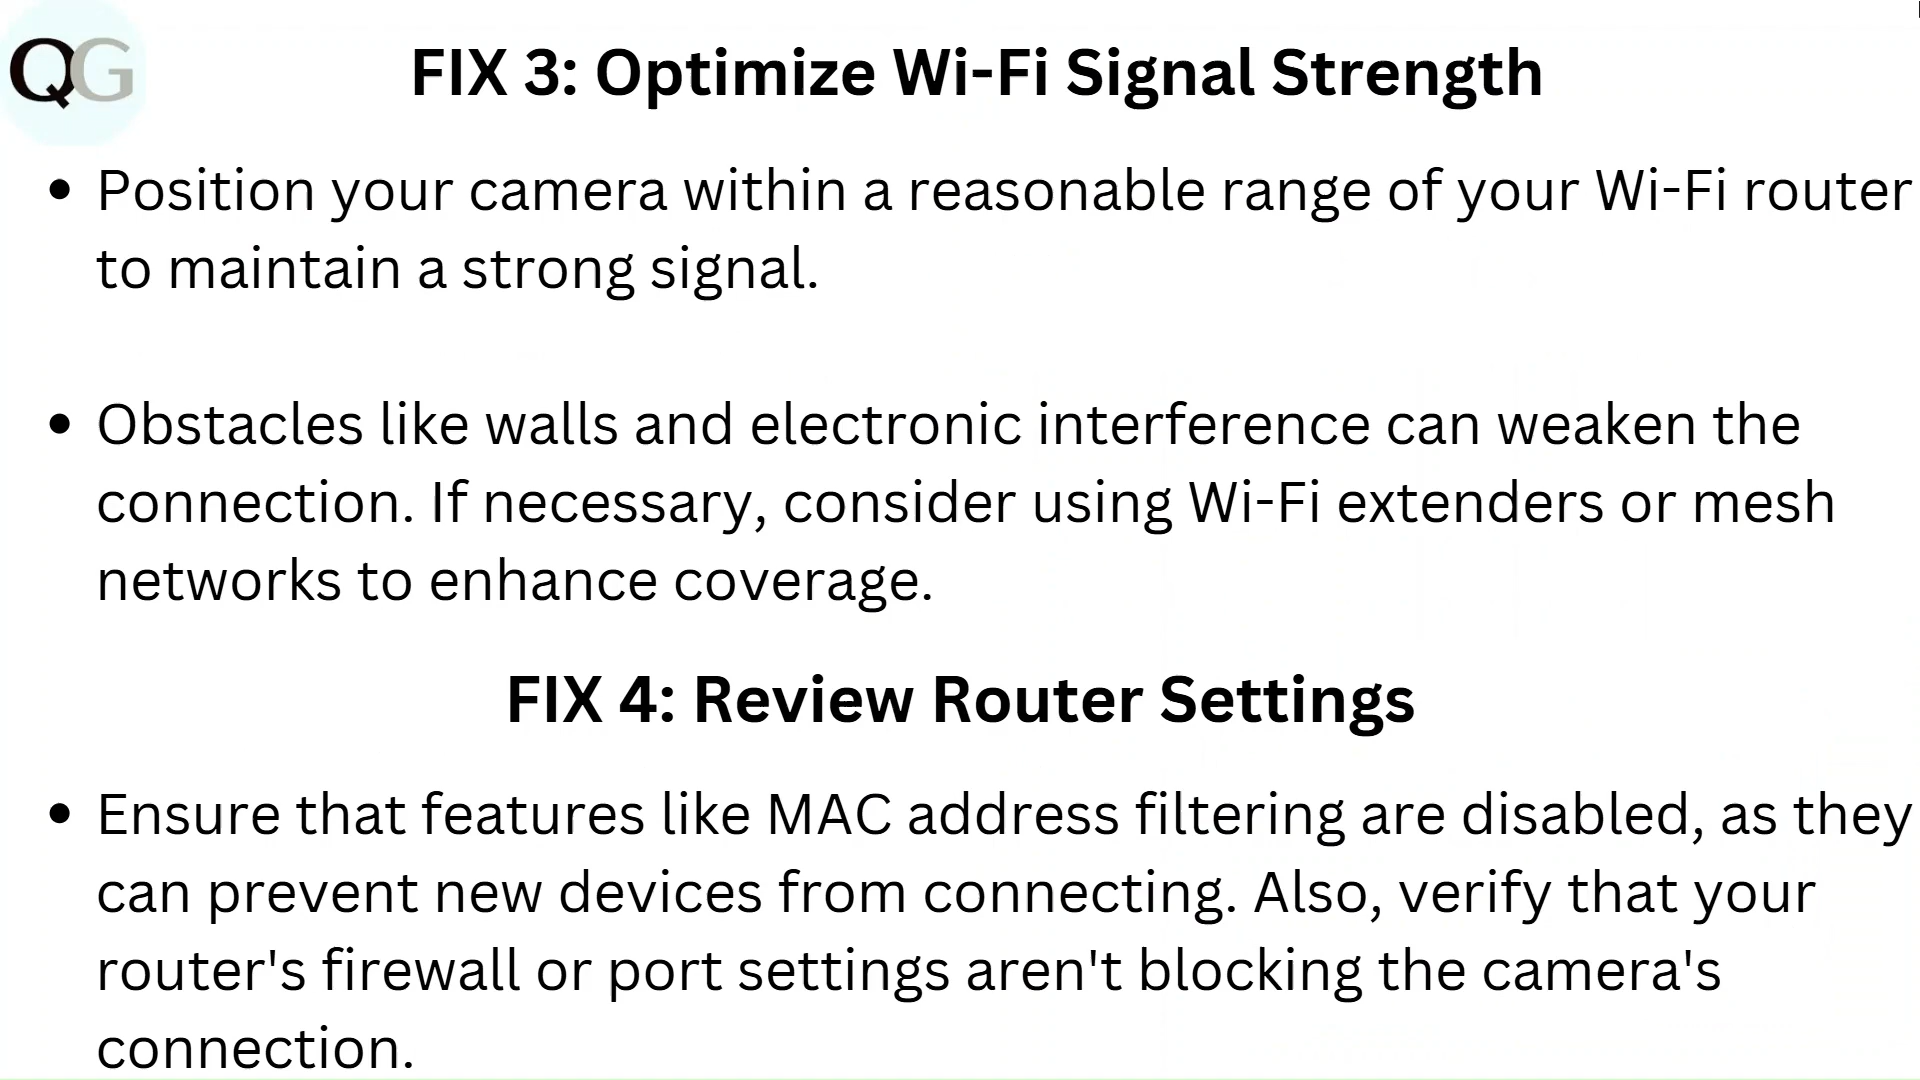 QG
FIX 3: Optimize Wi-Fi Signal Strength
• Position your camera within a reasonable range of your Wi-Fi router
to maintain a strong signal.
• Obstacles like walls and electronic interference can weaken the
connection. If necessary, consider using Wi-Fi extenders or mesh
networks to enhance coverage.
FIX 4: Review Router Settings
• Ensure that features like MAC address filtering are disabled, as they
can prevent new devices from connecting. Also, verify that your
router's firewall or port settings aren't blocking the camera's
connection.